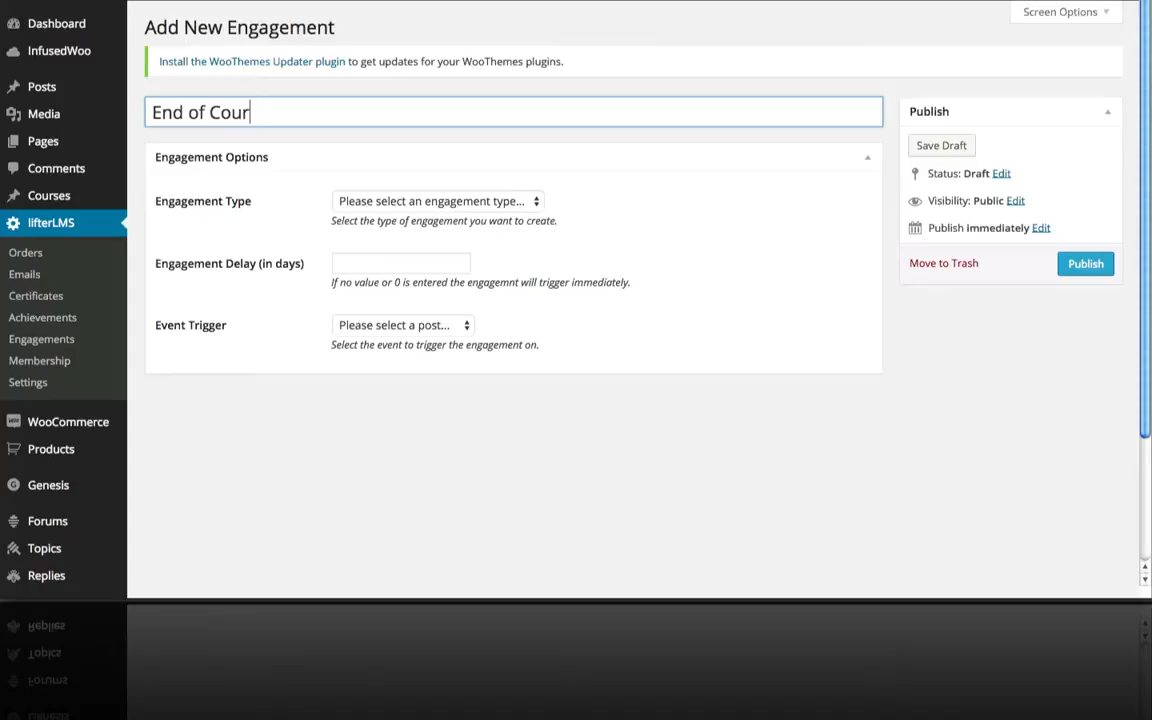 Dashboard
InfusedWoo
Posts
Media
Pages
Comments
Courses
lifterLMS
Orders
Emails
Certificates
Achievements
Engagements
Membership
Settings
WooCommerce
Products
Genesis
Forums
Topics
Replies
Screen Options
Add New Engagement
Install the WooThemes Updater plugin to get updates for your WooThemes plugins.
End of Cour
Engagement Options
Engagement Type
Please select an engagement type...
Select the type of engagement you want to create.
Engagement Delay (in days)
If no value or 0 is entered the engagemnt will trigger immediately.
Event Trigger
Please select a post...
Select the event to trigger the engagement on.
Publish
Save Draft
Status: Draft Edit
Visibility: Public Edit
Publish immediately Edit
Move to Trash
Publish
Replies
Topics
Forums
Genesis